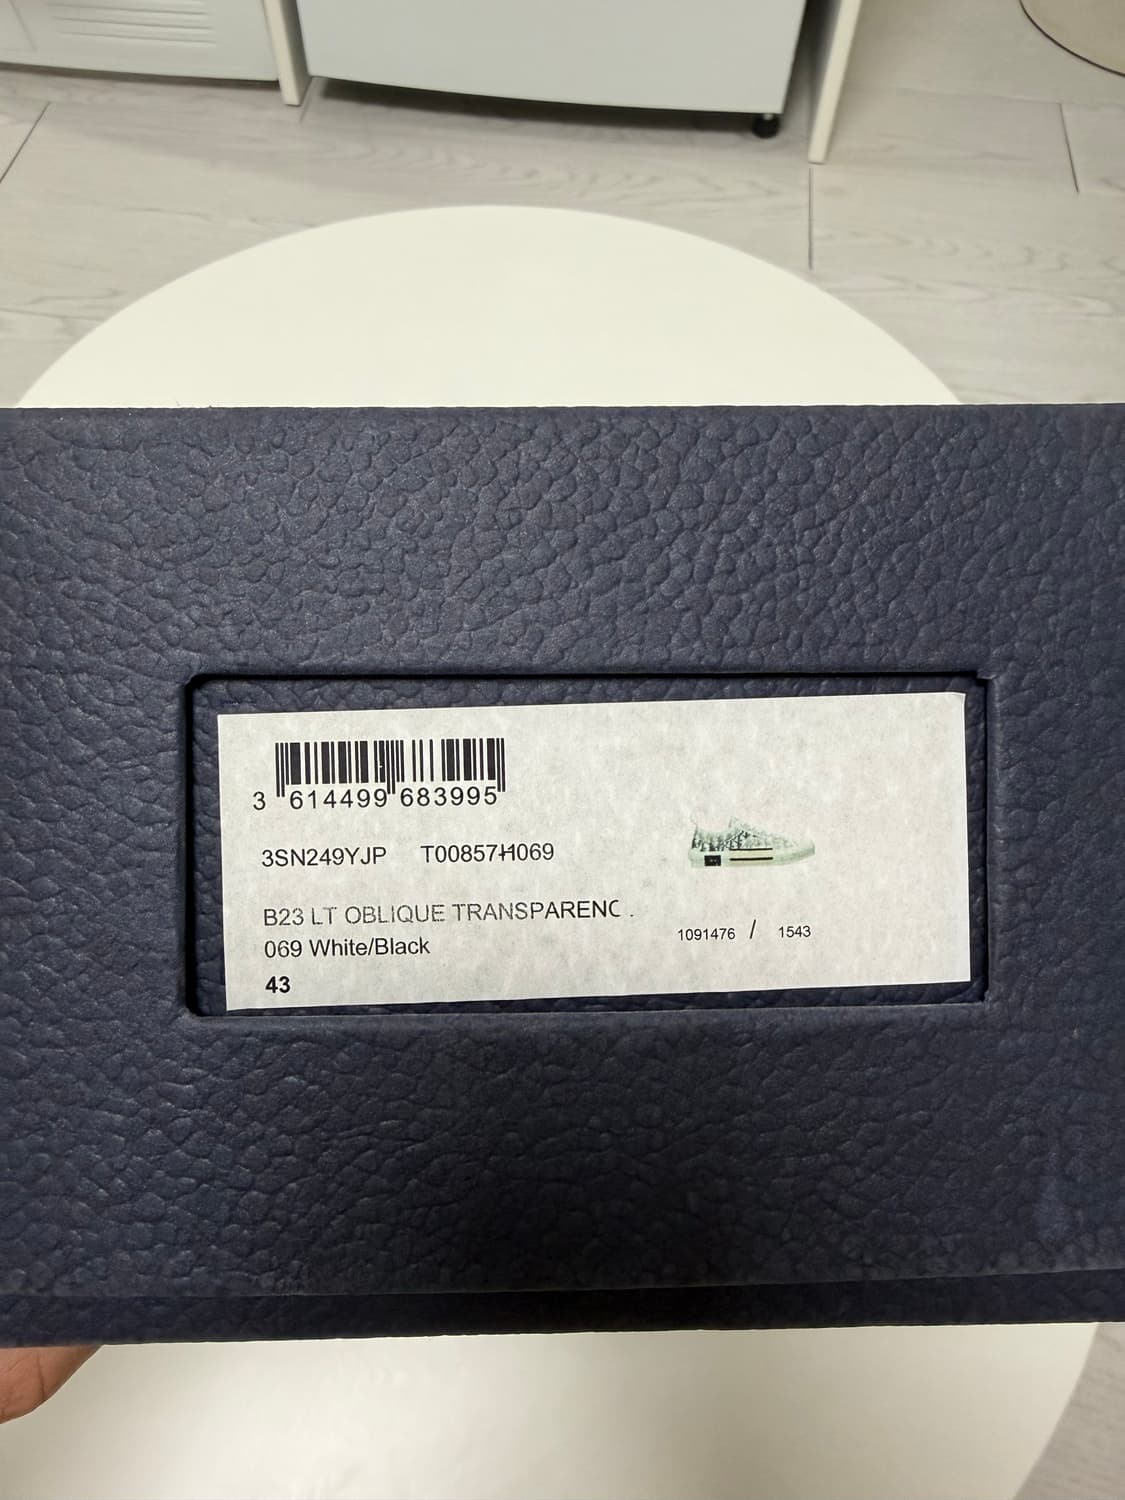 3 614499 683995
3SN249YJP T00857H069
B23 LT OBLIQUE TRANSPARENC .
069 White/Black
43
1091476 / 1543